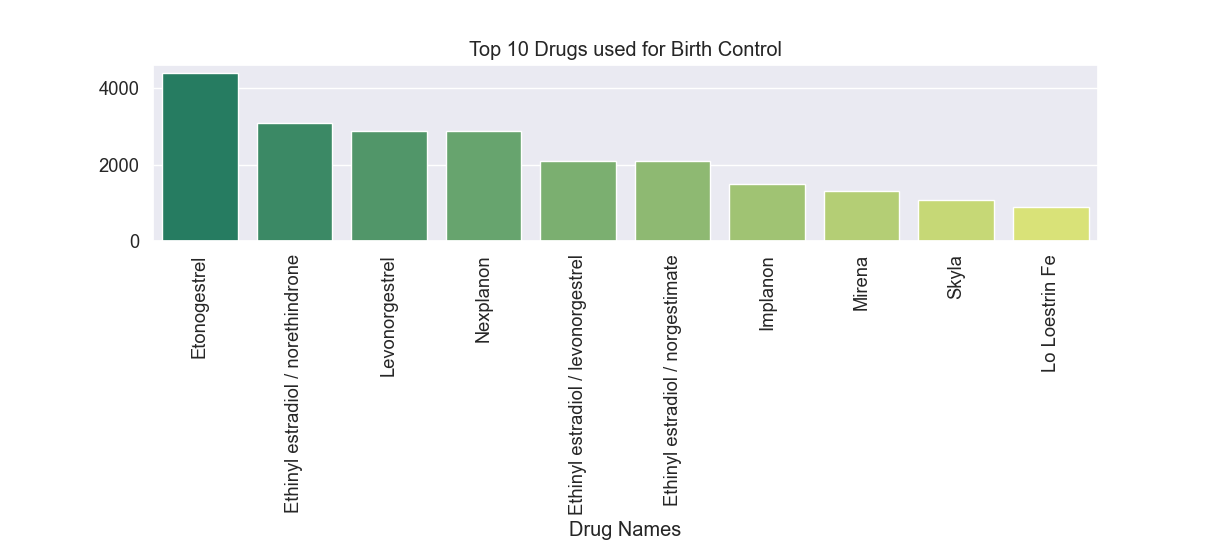 Top 10 Drugs used for Birth Control
4000
2000
0
Etonogestrel
Ethinyl estradiol / norethindrone
Levonorgestrel
Nexplanon
Ethinyl estradiol / levonorgestrel
Ethinyl estradiol / norgestimate
Implanon
Mirena
Skyla
Lo Loestrin Fe
Drug Names